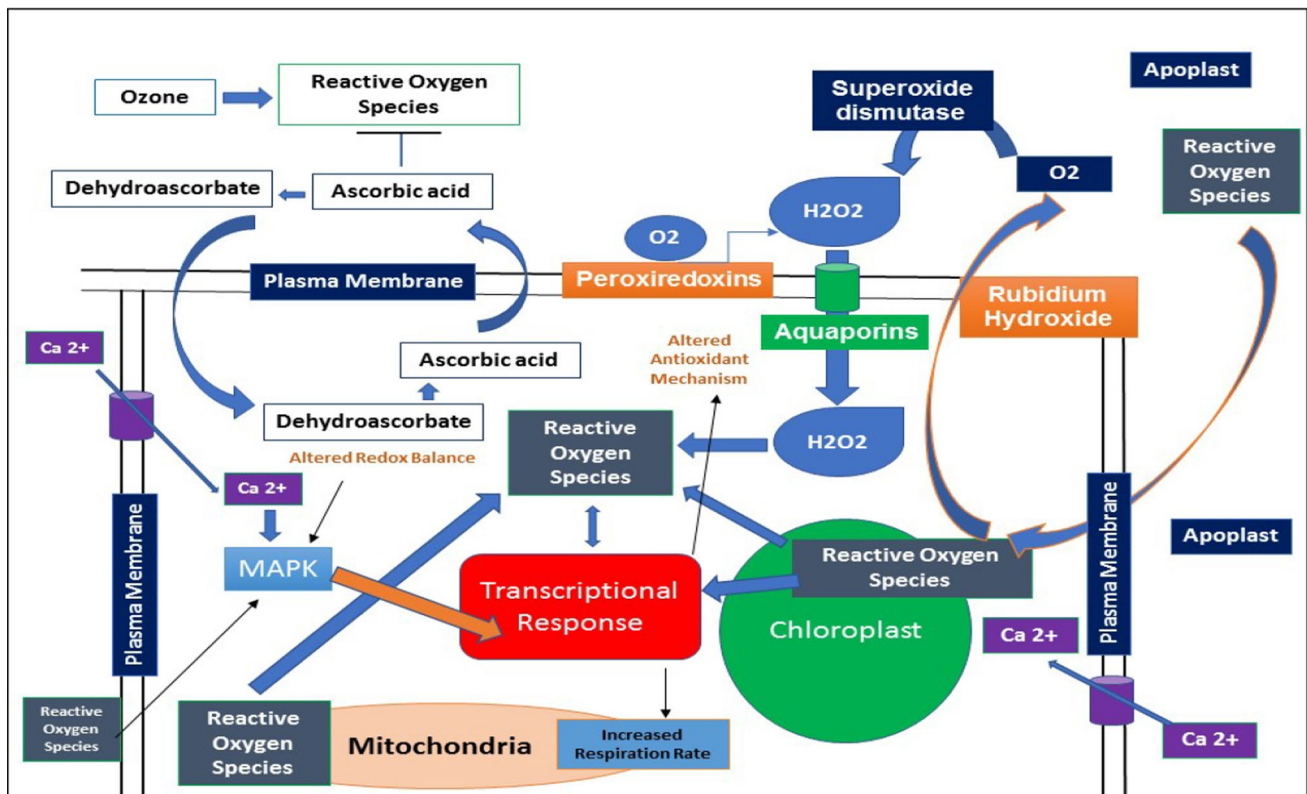 Ozone
Reactive Oxygen
Species
Superoxide
dismutase
Apoplast
Reactive
Oxygen
Species
O2
Dehydroascorbate
Ascorbic acid
H2O2
O2
Plasma Membrane
Peroxiredoxins
Rubidium
Hydroxide
Aquaporins
Ca 2+
Altered
Antioxidant
Mechanism
Ascorbic acid
Dehydroascorbate
Altered Redox Balance
Reactive
Oxygen
Species
H2O2
Ca 2+
Plasma Membrane
Plasma Membrane
Apoplast
MAPK
Transcriptional
Response
Reactive Oxygen
Species
Chloroplast
Ca 2+
Reactive
Oxygen
Species
Reactive
Oxygen
Species
Mitochondria
Increased
Respiration Rate
Ca 2+